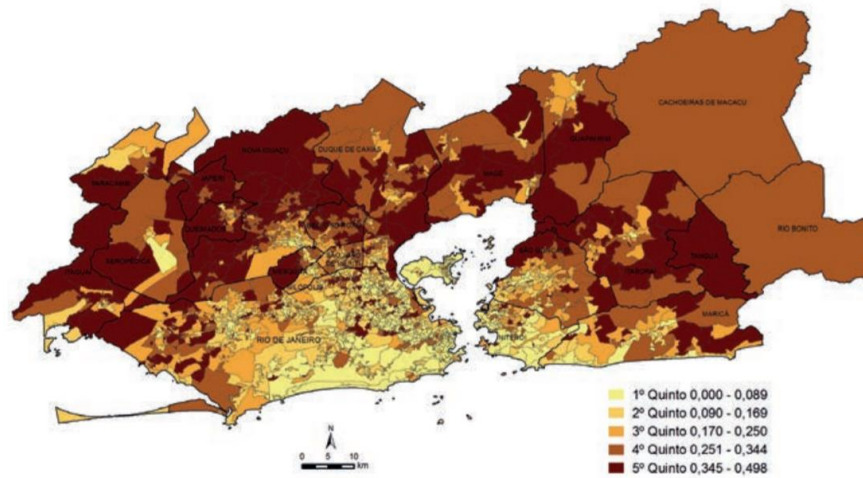 CACHOEIRAS DE MACACU
GUAPIMIRIM
NOVA IGUAÇU
DUQUE DE CAXIAS
JAPERI
MAGÉ
PARACAMBI
RIO BONITO
QUEIMADOS
TANGUÁ
SEROPÉDICA
MESQUITA
ITAGUAÍ
ITABORAÍ
MARICÁ
RIO DE JANEIRO
NITERÓI
1º Quinto 0,000 - 0,089
2º Quinto 0,090 - 0,169
3º Quinto 0,170 - 0,250
4º Quinto 0,251 - 0,344
5º Quinto 0,345 - 0,498
N
0 5 10
km